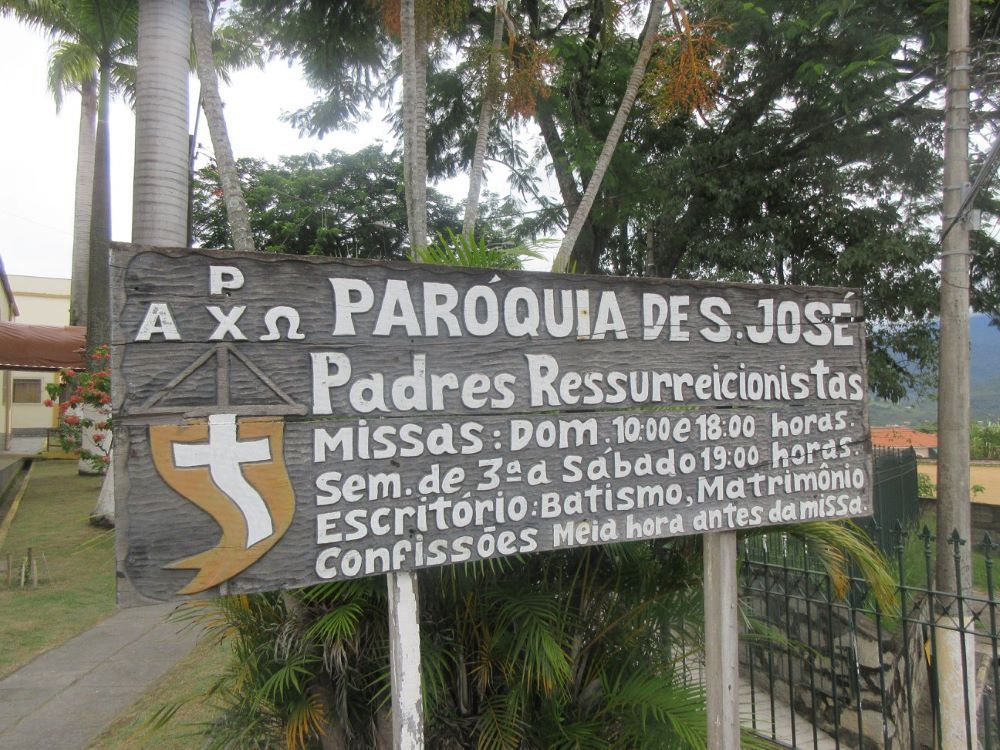 P
A X Ω
PARÓQUIA DE S. JOSÉ
Padres Ressurreicionistas
Missas: Dom. 10:00 e 18:00 horas.
Sem. de 3ª a Sábado 19:00 horas.
Escritório: Batismo, Matrimônio
Confissões Meia hora antes da missa.